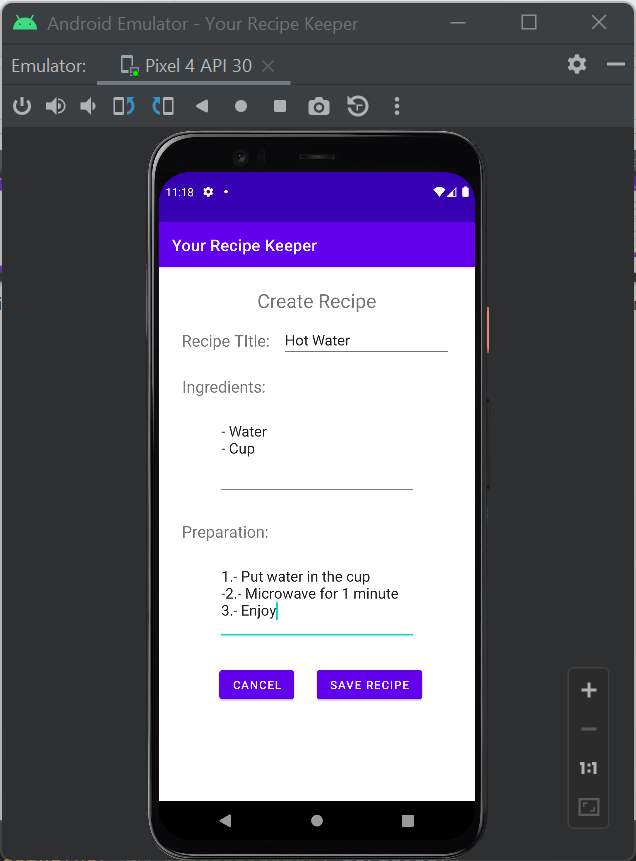 Android Emulator - Your Recipe Keeper
Emulator: Pixel 4 API 30
11:18
Your Recipe Keeper
Create Recipe
Recipe TItle: Hot Water
Ingredients:
- Water
- Cup
Preparation:
1.- Put water in the cup
-2.- Microwave for 1 minute
3.- Enjoy
CANCEL SAVE RECIPE
1:1